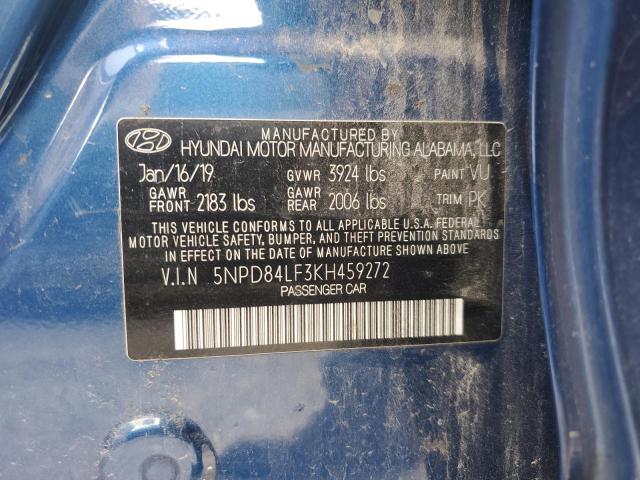 MANUFACTURED BY
HYUNDAI MOTOR MANUFACTURING ALABAMA, LLC
Jan/16/19 GVWR 3924 lbs PAINT VU
GAWR FRONT 2183 lbs GAWR REAR 2006 lbs TRIM PK
THIS VEHICLE CONFORMS TO ALL APPLICABLE U.S.A. FEDERAL
MOTOR VEHICLE SAFETY, BUMPER, AND THEFT PREVENTION STANDARDS
IN EFFECT ON THE DATE OF MANUFACTURE SHOWN ABOVE.
V.I.N 5NPD84LF3KH459272
PASSENGER CAR